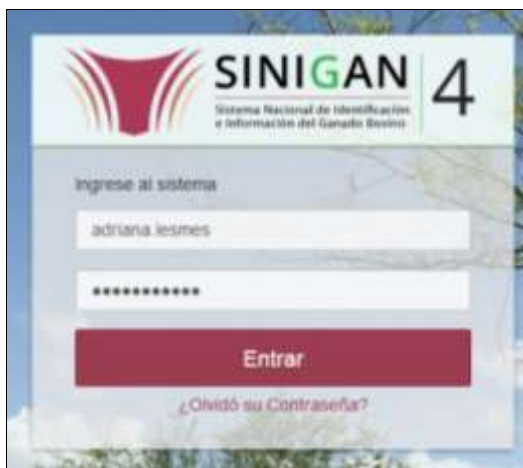 SINIGAN 4
Sistema Nacional de Identificación
e Información del Ganado Bovino
Ingrese al sistema
adriana lesmes
•••••••••••
Entrar
¿Olvidó su Contraseña?